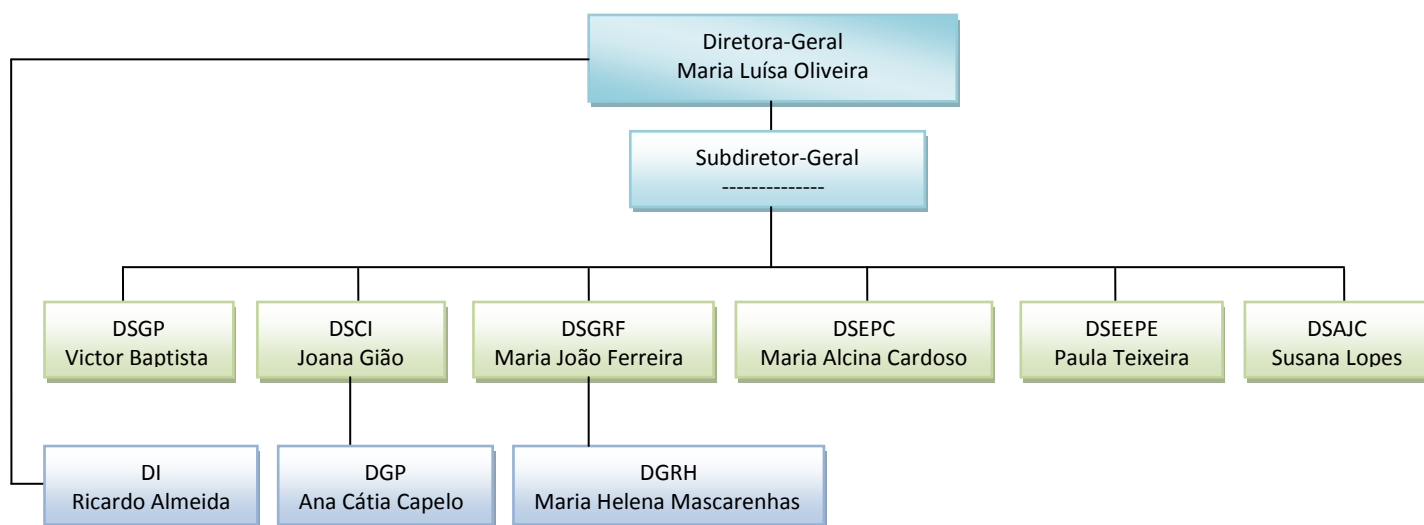 Diretora-Geral
Maria Luísa Oliveira
Subdiretor-Geral
--------------
DSGP
Victor Baptista
DSCI
Joana Gião
DSGRF
Maria João Ferreira
DSEPC
Maria Alcina Cardoso
DSEEPE
Paula Teixeira
DSAJC
Susana Lopes
DI
Ricardo Almeida
DGP
Ana Cátia Capelo
DGRH
Maria Helena Mascarenhas